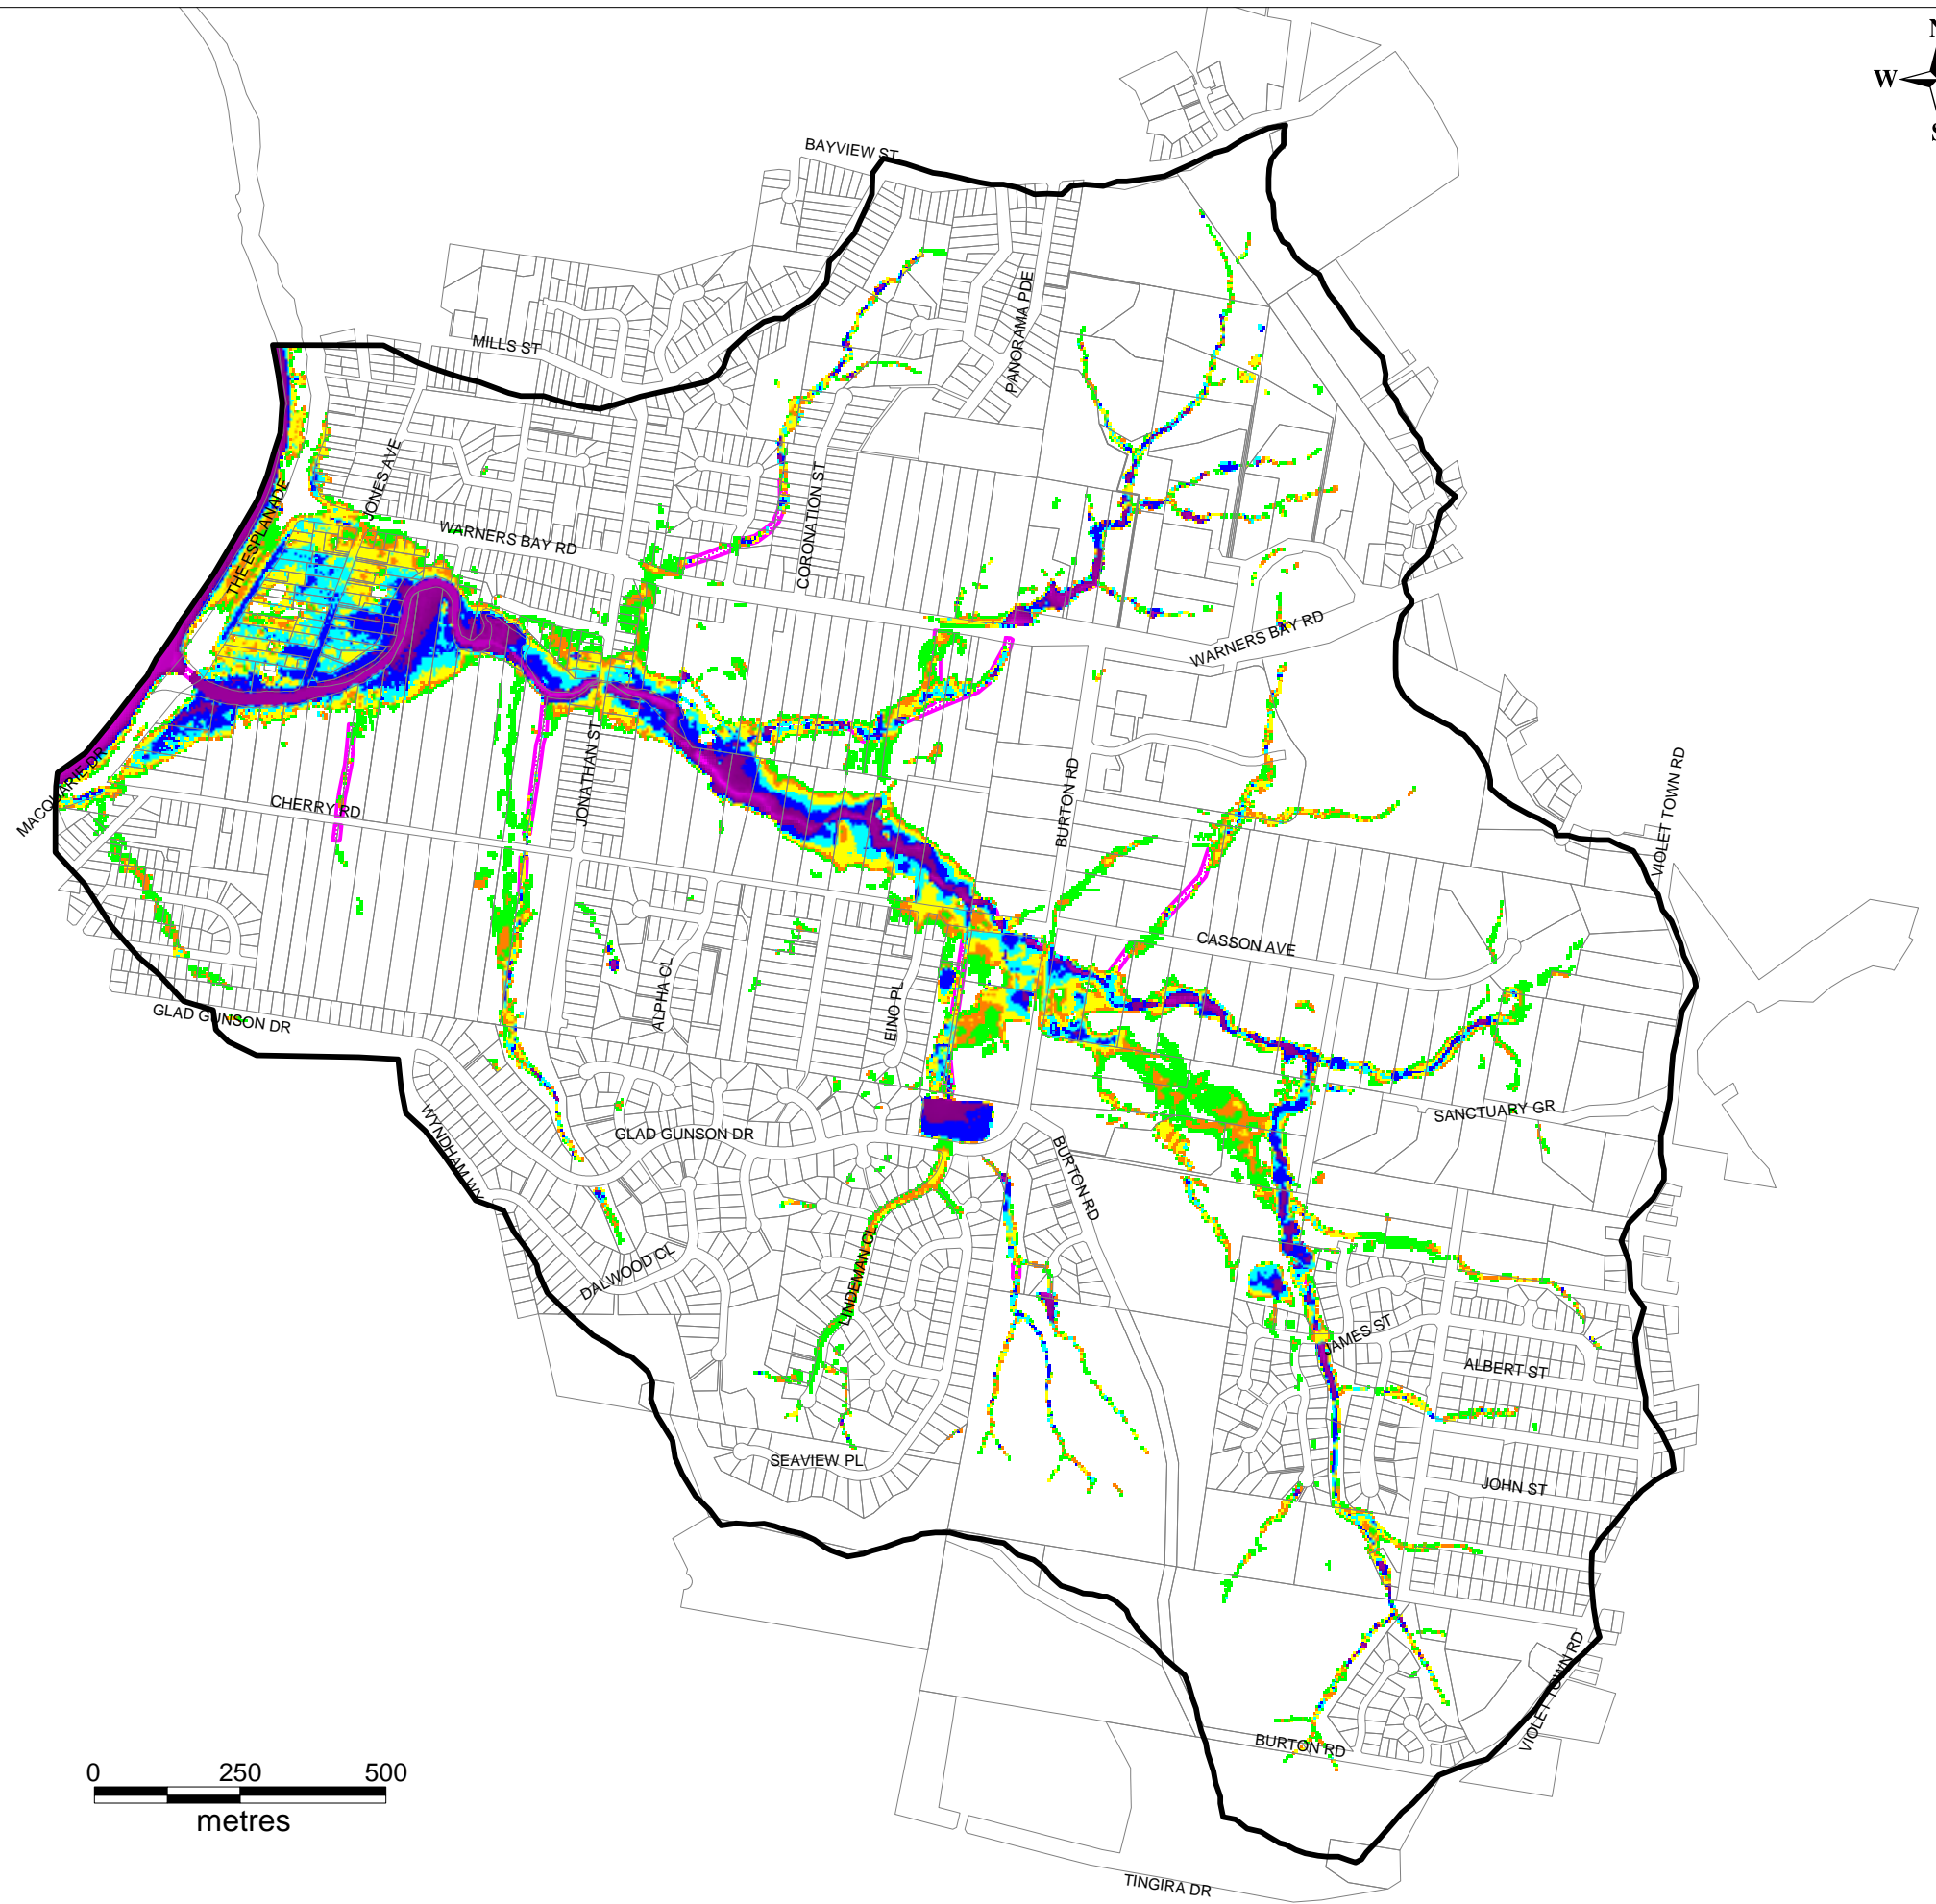 N
W
S
BAYVIEW ST
PANORAMA PDE
MILLS ST
JONES AVE
THE ESPLANADE
WARNERS BAY RD
CORONATION ST
WARNERS BAY RD
VIOLET TOWN RD
MACQUARIE DR
CHERRY RD
JONATHAN ST
BURTON RD
CASSON AVE
ALPHA CL
EINO PL
GLAD GUNSON DR
SANCTUARY GR
WYNDHAM WY
GLAD GUNSON DR
BURTON RD
DALWOOD CL
LINDEMAN CL
JAMES ST
ALBERT ST
SEAVIEW PL
JOHN ST
VIOLET TOWN RD
BURTON RD
0 250 500
metres
TINGIRA DR